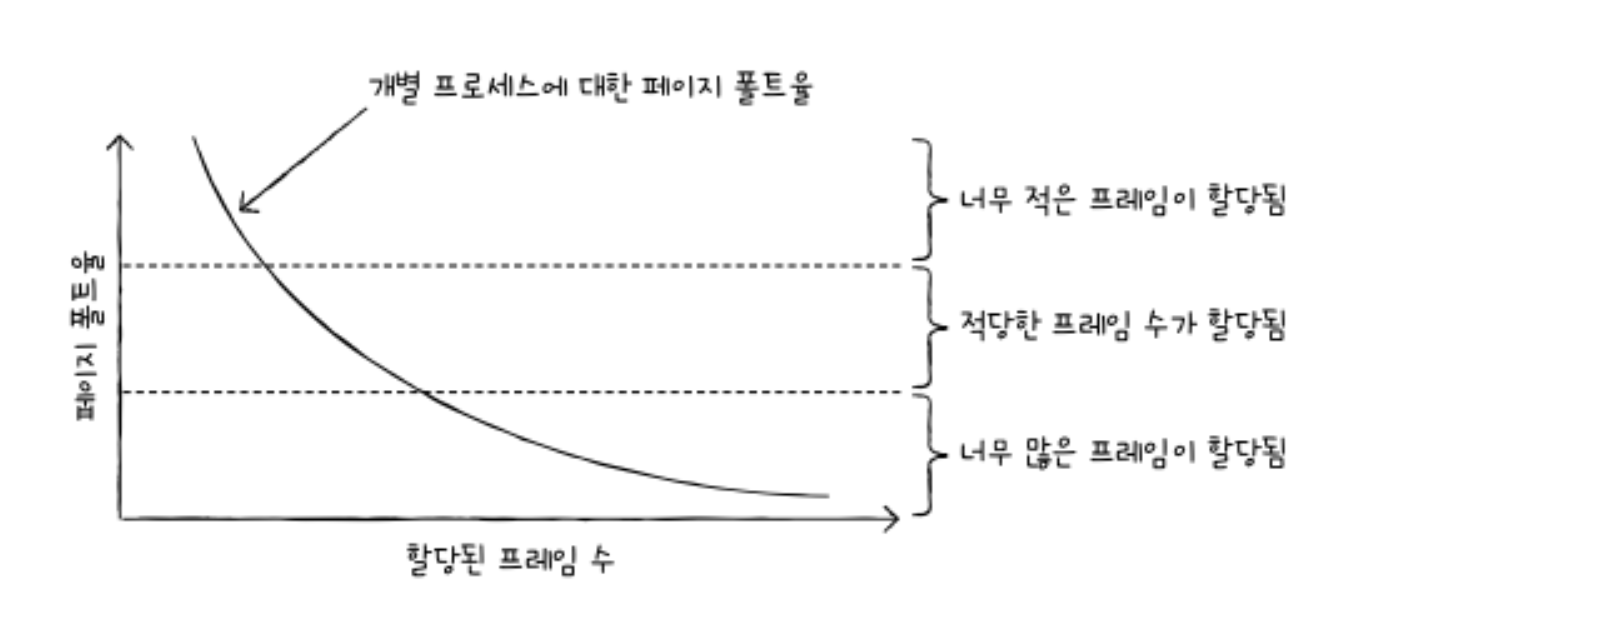 개별 프로세스에 대한 페이지 폴트율
너무 적은 프레임이 할당됨
페이지 폴트율
적당한 프레임 수가 할당됨
너무 많은 프레임이 할당됨
할당된 프레임 수